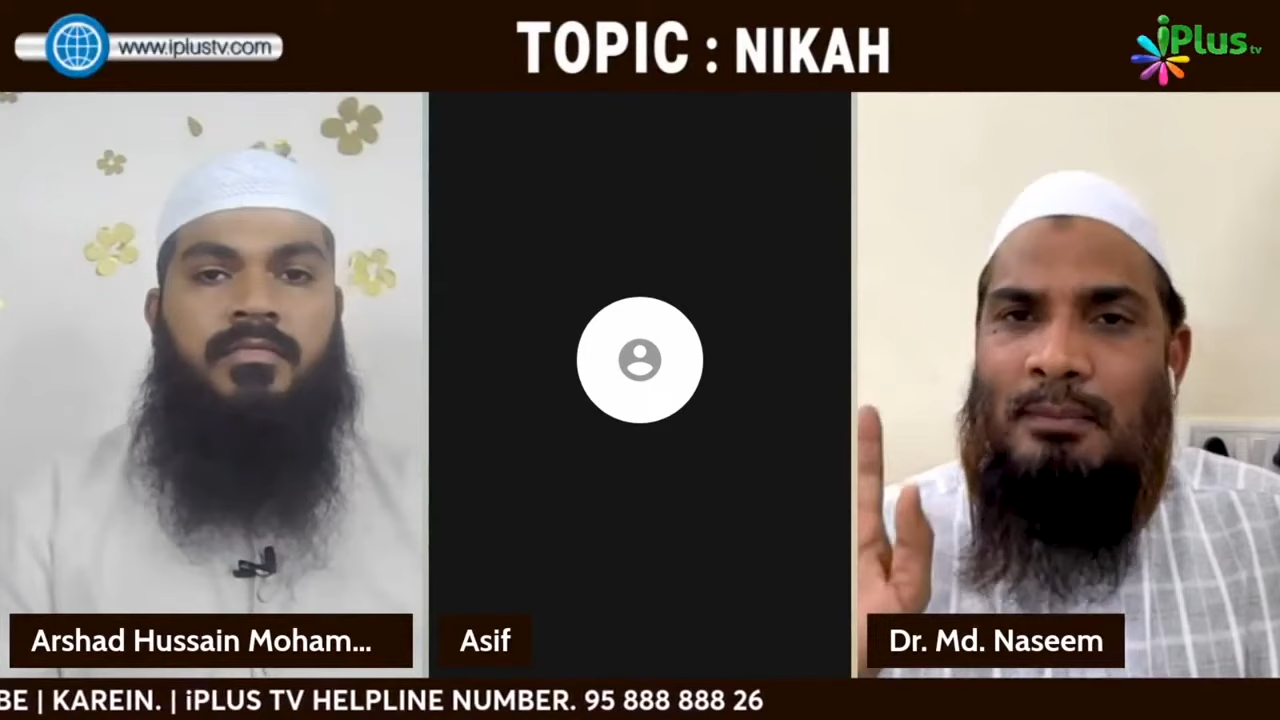 www.iplustv.com
TOPIC : NIKAH
iPlus tv
Arshad Hussain Moham...
Asif
Dr. Md. Naseem
BE | KAREIN. | iPLUS TV HELPLINE NUMBER. 95 888 888 26